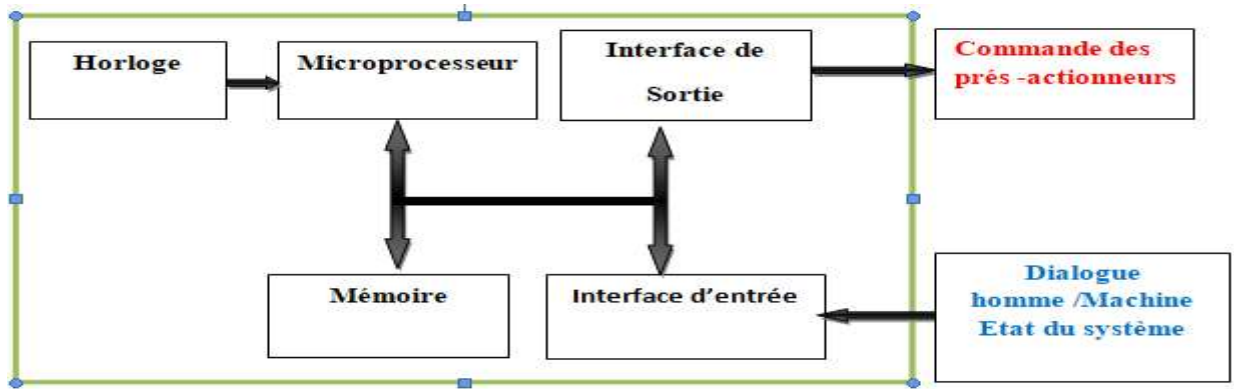 Horloge
Microprocesseur
Interface de
Sortie
Commande des
prés -actionneurs
Mémoire
Interface d'entrée
Dialogue
homme /Machine
Etat du système